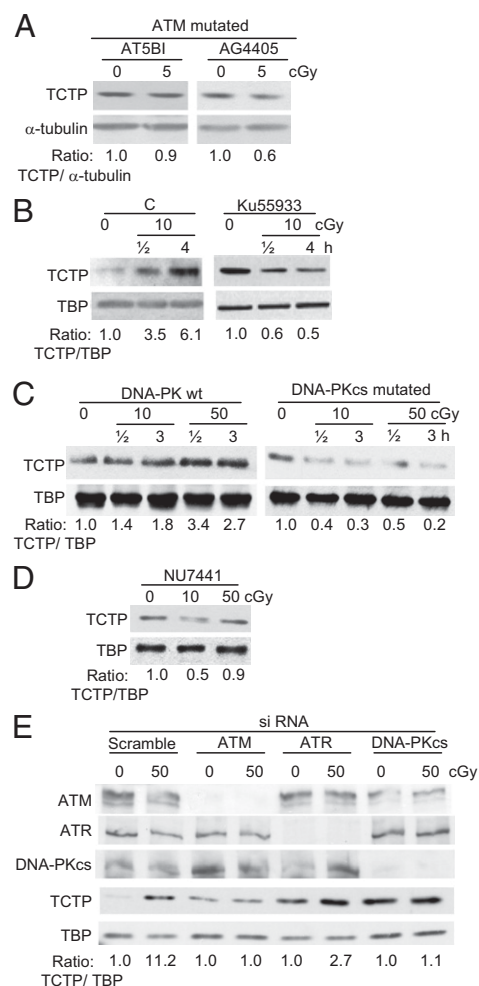 A
ATM mutated
AT5BI AG4405
0 5 0 5 cGy
TCTP
α-tubulin
Ratio: 1.0 0.9 1.0 0.6
TCTP/ α-tubulin
B
C Ku55933
0 10 0 10 cGy
½ 4 ½ 4 h
TCTP
TBP
Ratio: 1.0 3.5 6.1 1.0 0.6 0.5
TCTP/TBP
C
DNA-PK wt DNA-PKcs mutated
0 10 50 0 10 50 cGy
½ 3 ½ 3 ½ 3 ½ 3 h
TCTP
TBP
Ratio: 1.0 1.4 1.8 3.4 2.7 1.0 0.4 0.3 0.5 0.2
TCTP/ TBP
D
NU7441
0 10 50 cGy
TCTP
TBP
Ratio: 1.0 0.5 0.9
TCTP/TBP
E
si RNA
Scramble ATM ATR DNA-PKcs
0 50 0 50 0 50 0 50 cGy
ATM
ATR
DNA-PKcs
TCTP
TBP
Ratio: 1.0 11.2 1.0 1.0 1.0 2.7 1.0 1.1
TCTP/ TBP